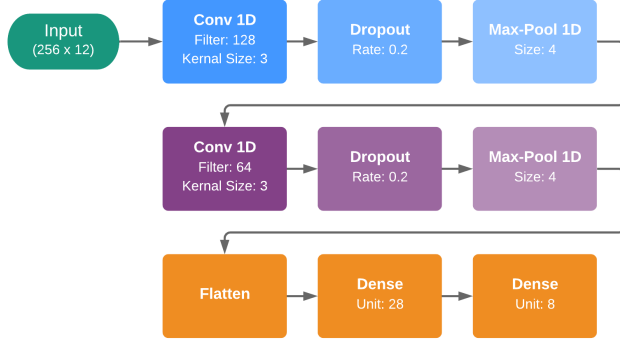 Input
(256 x 12)
Conv 1D
Filter: 128
Kernal Size: 3
Dropout
Rate: 0.2
Max-Pool 1D
Size: 4
Conv 1D
Filter: 64
Kernal Size: 3
Dropout
Rate: 0.2
Max-Pool 1D
Size: 4
Flatten
Dense
Unit: 28
Dense
Unit: 8